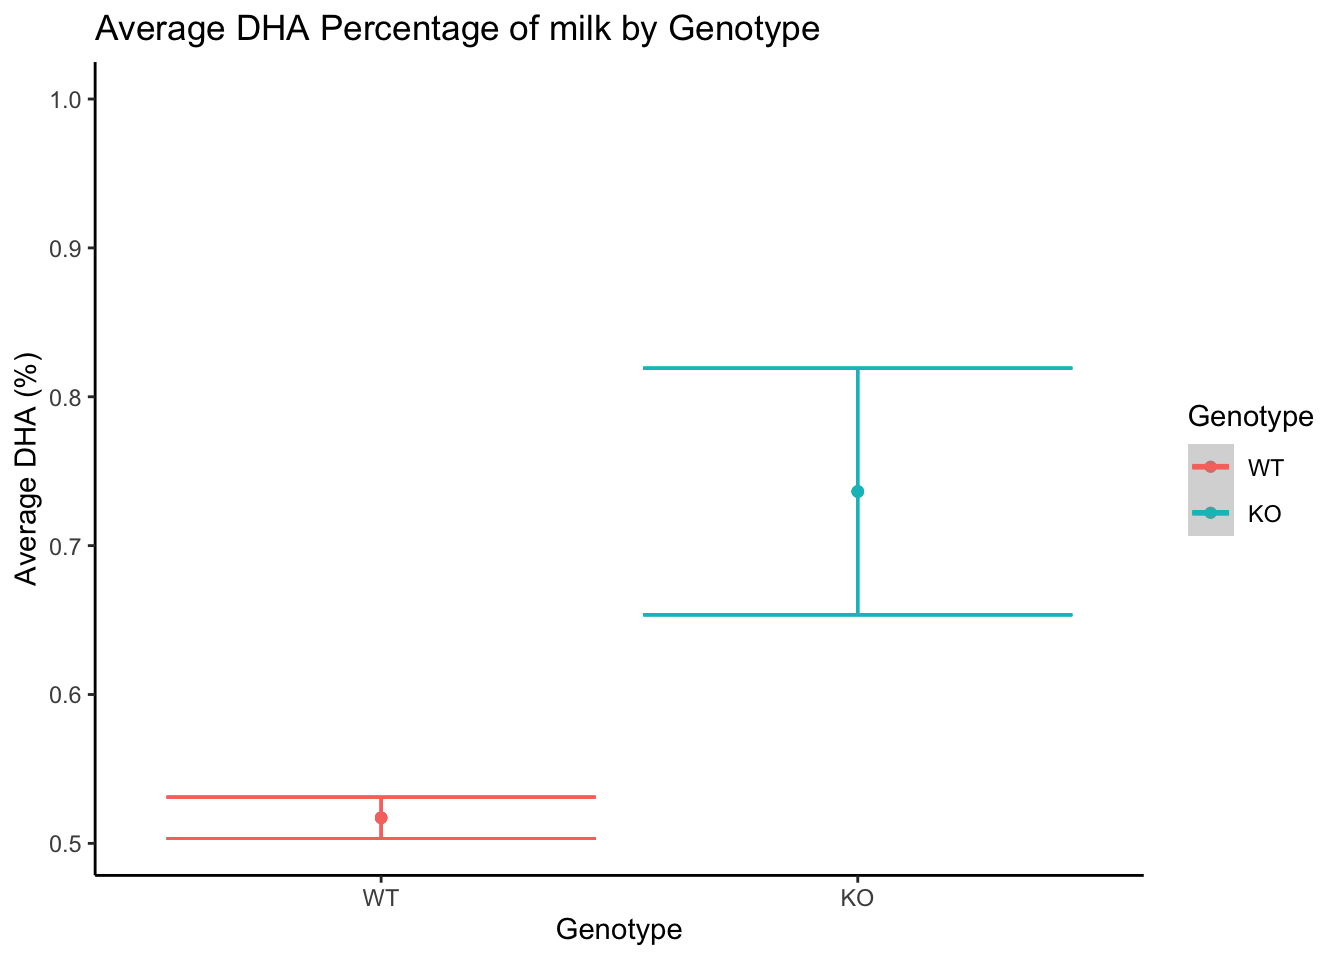 Average DHA Percentage of milk by Genotype
Average DHA (%)
1.0
0.9
0.8
0.7
0.6
0.5
WT
KO
Genotype
Genotype
WT
KO